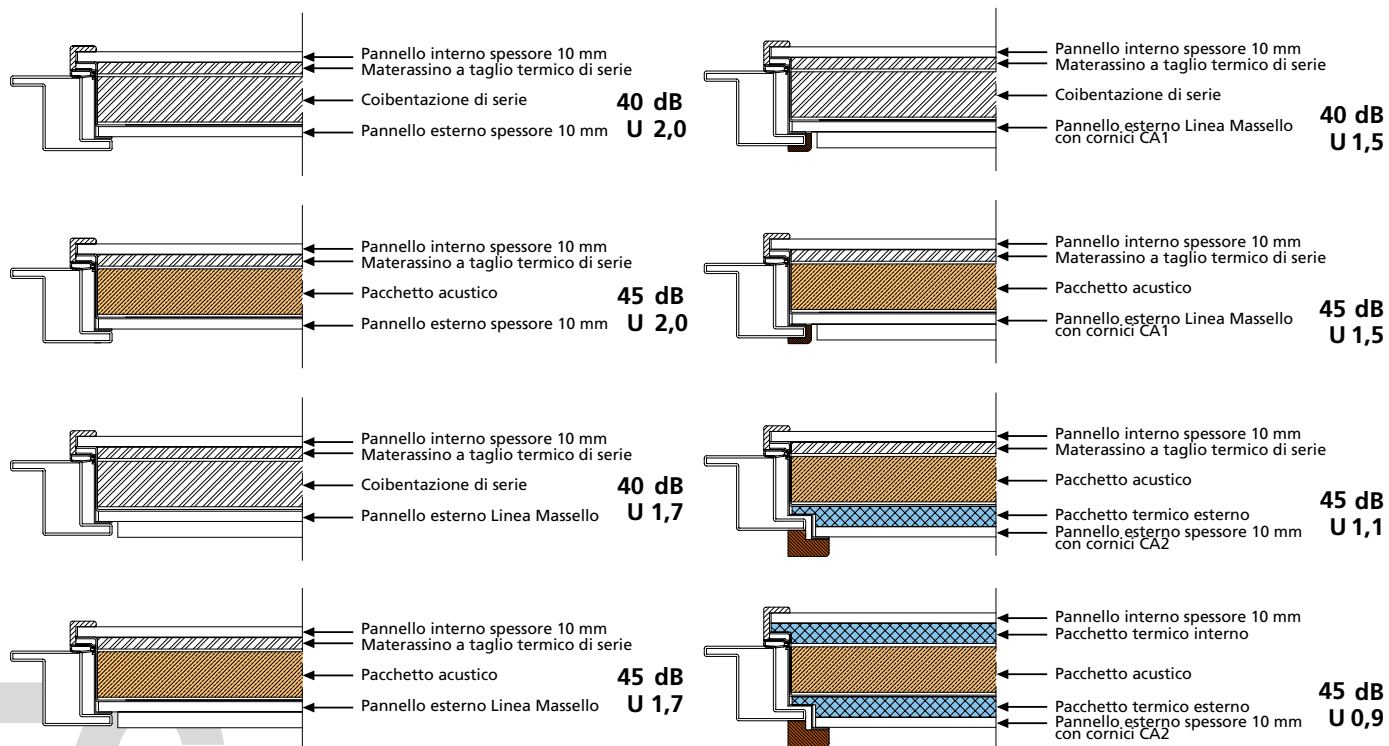 Pannello interno spessore 10 mm
Materassino a taglio termico di serie
Coibentazione di serie
Pannello esterno spessore 10 mm
40 dB
U 2,0
Pannello interno spessore 10 mm
Materassino a taglio termico di serie
Pacchetto acustico
Pannello esterno spessore 10 mm
45 dB
U 2,0
Pannello interno spessore 10 mm
Materassino a taglio termico di serie
Coibentazione di serie
Pannello esterno Linea Massello
40 dB
U 1,7
Pannello interno spessore 10 mm
Materassino a taglio termico di serie
Pacchetto acustico
Pannello esterno Linea Massello
45 dB
U 1,7
Pannello interno spessore 10 mm
Materassino a taglio termico di serie
Coibentazione di serie
Pannello esterno Linea Massello
con cornici CA1
40 dB
U 1,5
Pannello interno spessore 10 mm
Materassino a taglio termico di serie
Pacchetto acustico
Pannello esterno Linea Massello
con cornici CA1
45 dB
U 1,5
Pannello interno spessore 10 mm
Materassino a taglio termico di serie
Pacchetto acustico
Pacchetto termico esterno
Pannello esterno spessore 10 mm
con cornici CA2
45 dB
U 1,1
Pannello interno spessore 10 mm
Pacchetto termico interno
Pacchetto acustico
Pacchetto termico esterno
Pannello esterno spessore 10 mm
con cornici CA2
45 dB
U 0,9